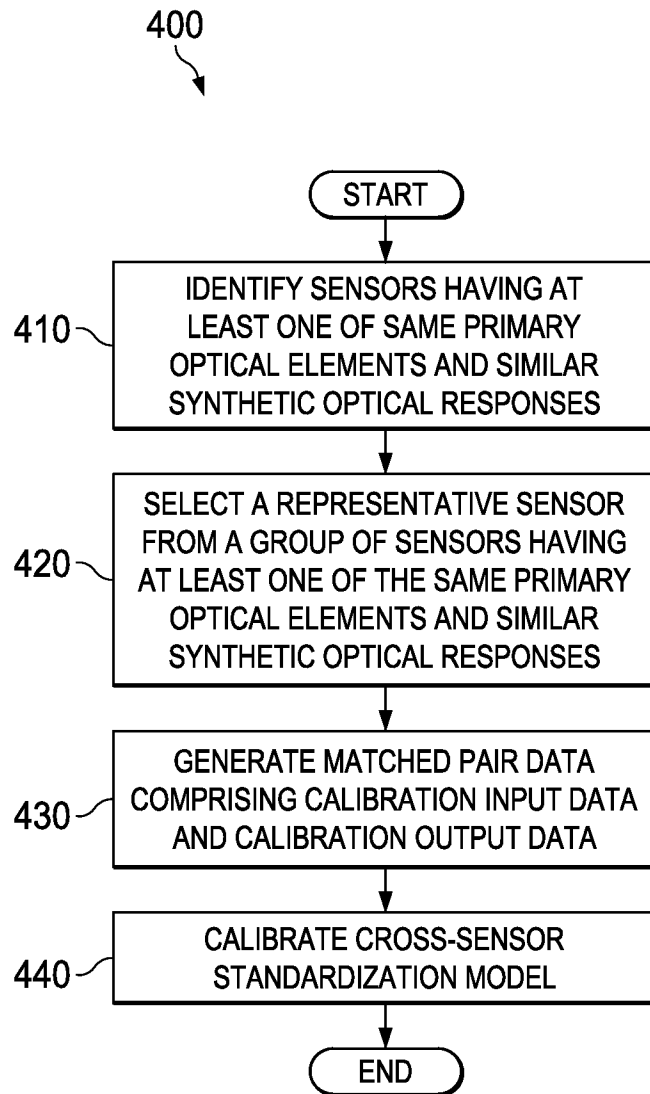 400
START
410
IDENTIFY SENSORS HAVING AT
LEAST ONE OF SAME PRIMARY
OPTICAL ELEMENTS AND SIMILAR
SYNTHETIC OPTICAL RESPONSES
420
SELECT A REPRESENTATIVE SENSOR
FROM A GROUP OF SENSORS HAVING
AT LEAST ONE OF THE SAME PRIMARY
OPTICAL ELEMENTS AND SIMILAR
SYNTHETIC OPTICAL RESPONSES
430
GENERATE MATCHED PAIR DATA
COMPRISING CALIBRATION INPUT DATA
AND CALIBRATION OUTPUT DATA
440
CALIBRATE CROSS-SENSOR
STANDARDIZATION MODEL
END